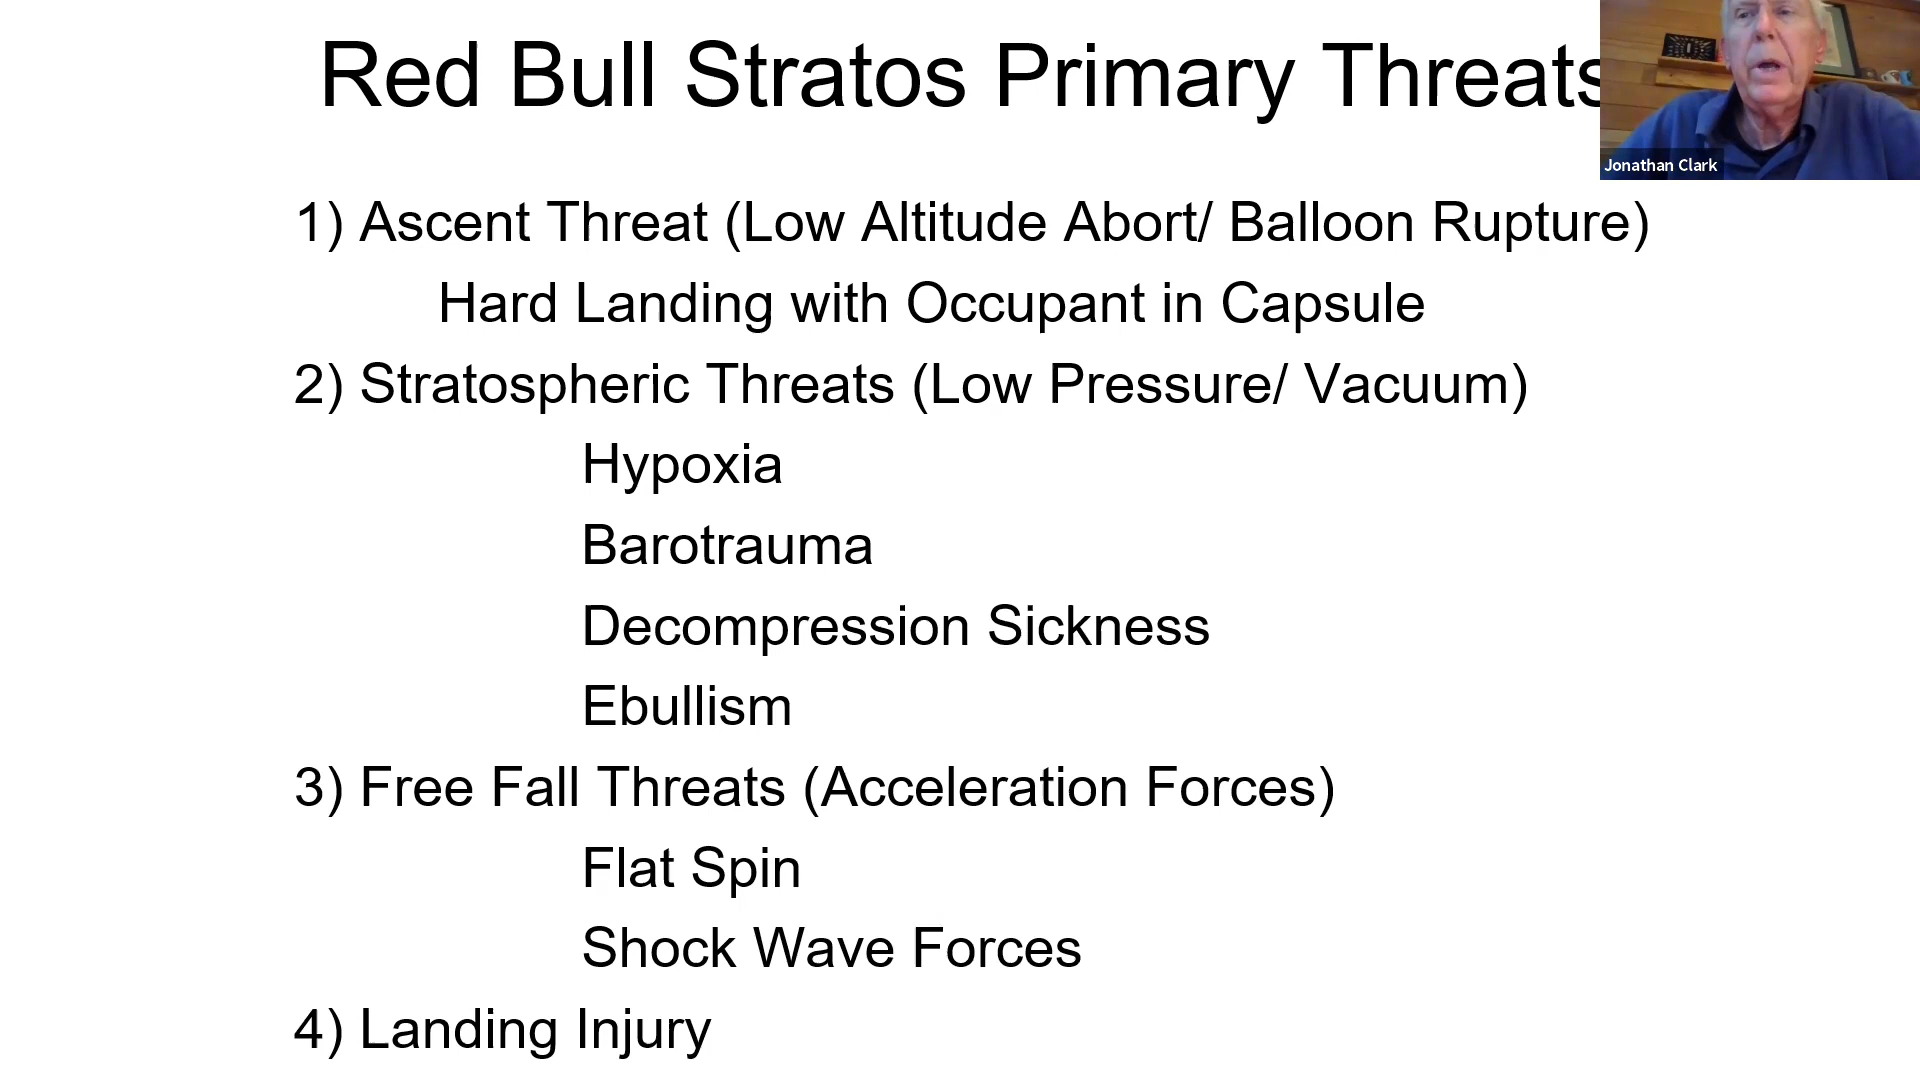 Red Bull Stratos Primary Threats
Jonathan Clark
1) Ascent Threat (Low Altitude Abort/ Balloon Rupture)
Hard Landing with Occupant in Capsule
2) Stratospheric Threats (Low Pressure/ Vacuum)
Hypoxia
Barotrauma
Decompression Sickness
Ebullism
3) Free Fall Threats (Acceleration Forces)
Flat Spin
Shock Wave Forces
4) Landing Injury